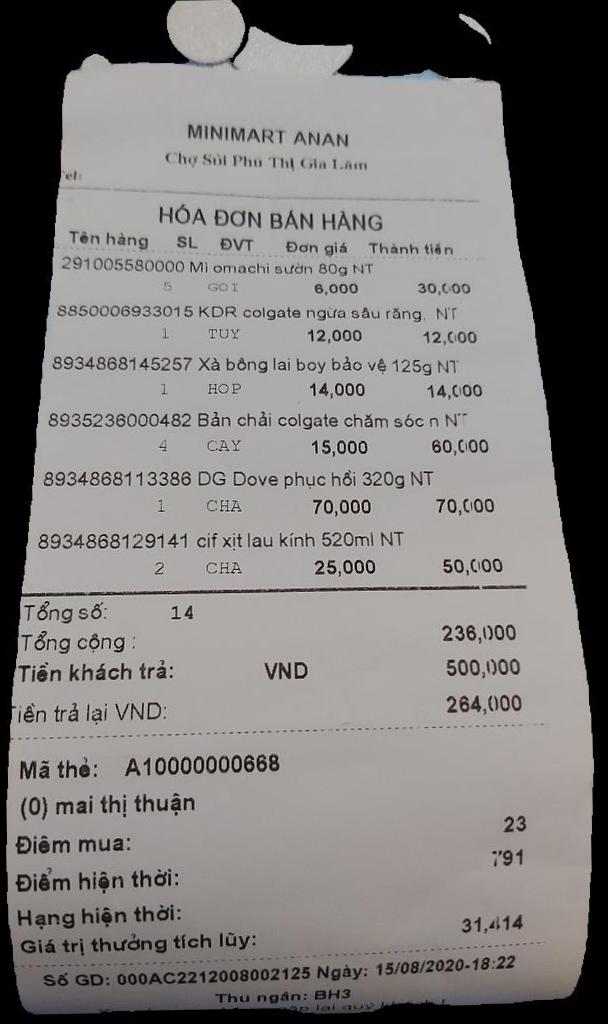 MINIMART ANAN
Chợ Sủi Phú Thị Gia Lâm
HÓA ĐƠN BÁN HÀNG
Tên hàng SL ĐVT Đơn giá Thành tiền
291005580000 Mì omachi sườn 80g NT
5 GOI 6,000 30,000
8850006933015 KDR colgate ngừa sâu răng, NT
1 TUY 12,000 12,000
8934868145257 Xà bông lai boy bảo vệ 125g NT
1 HOP 14,000 14,000
8935236000482 Bản chải colgate chăm sóc n NT
4 CAY 15,000 60,000
8934868113386 DG Dove phục hồi 320g NT
1 CHA 70,000 70,000
8934868129141 cif xịt lau kính 520ml NT
2 CHA 25,000 50,000
Tổng số: 14
Tổng cộng : 236,000
Tiền khách trả: VND 500,000
Tiền trả lại VND: 264,000
Mã thẻ: A10000000668
(0) mai thị thuận
Điểm mua: 23
Điểm hiện thời: 791
Hạng hiện thời:
Giá trị thưởng tích lũy: 31,414
Số GD: 000AC2212008002125 Ngày: 15/08/2020-18:22
Thu ngân: BH3